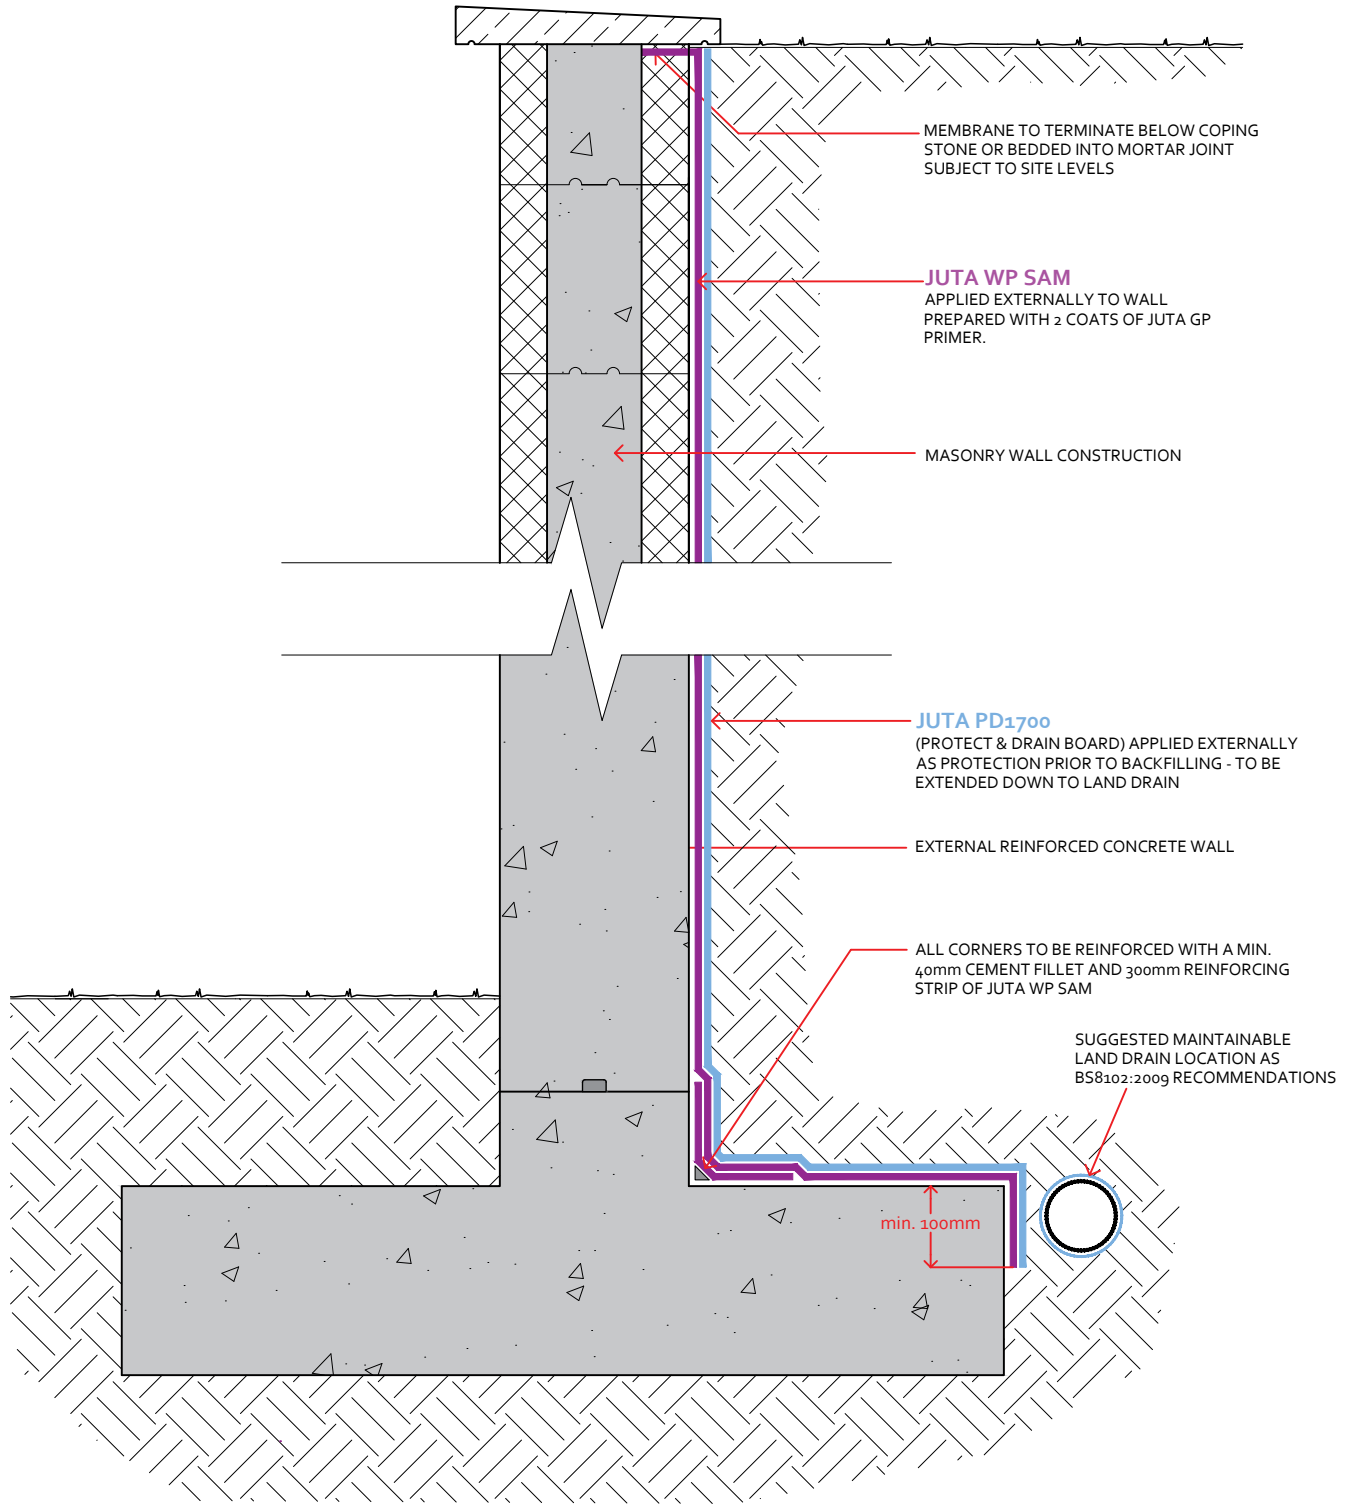 MEMBRANE TO TERMINATE BELOW COPING
STONE OR BEDDED INTO MORTAR JOINT
SUBJECT TO SITE LEVELS
JUTA WP SAM
APPLIED EXTERNALLY TO WALL
PREPARED WITH 2 COATS OF JUTA GP
PRIMER.
MASONRY WALL CONSTRUCTION
JUTA PD1700
(PROTECT & DRAIN BOARD) APPLIED EXTERNALLY
AS PROTECTION PRIOR TO BACKFILLING - TO BE
EXTENDED DOWN TO LAND DRAIN
EXTERNAL REINFORCED CONCRETE WALL
ALL CORNERS TO BE REINFORCED WITH A MIN.
40mm CEMENT FILLET AND 300mm REINFORCING
STRIP OF JUTA WP SAM
SUGGESTED MAINTAINABLE
LAND DRAIN LOCATION AS
BS8102:2009 RECOMMENDATIONS
min. 100mm